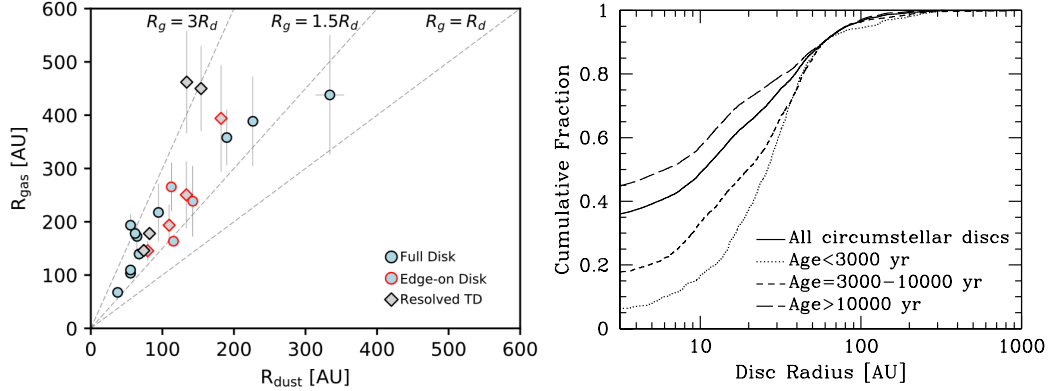 R_g = 3R_d
R_g = 1.5R_d
R_g = R_d
600
500
400
300
200
100
0
R_gas [AU]
Full Disk
Edge-on Disk
Resolved TD
0 100 200 300 400 500 600
R_dust [AU]
1
0.8
0.6
0.4
0.2
0
Cumulative Fraction
All circumstellar discs
Age<3000 yr
Age=3000−10000 yr
Age>10000 yr
10 100 1000
Disc Radius [AU]